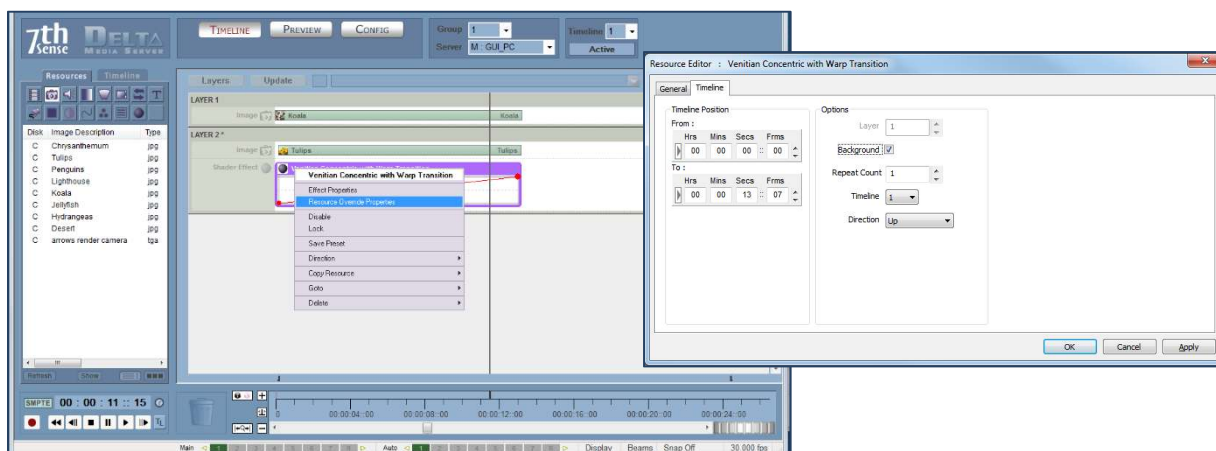 7th sense DELTA MEDIA SERVER
TIMELINE PREVIEW CONFIG
Group 1 Timeline 1
Server M : GUI_PC Active
Resources Timeline
Layers Update
Disk Image Description Type
C Chrysanthemum jpg
C Tulips jpg
C Penguins jpg
C Lighthouse jpg
C Koala jpg
C Jellyfish jpg
C Hydrangeas jpg
C Desert jpg
C arrows render camera tga
Refresh Show
LAYER 1
Image Koala Koala
LAYER 2 *
Image Tulips Tulips
Shader Effect Venitian Concentric with Warp Transition
Venitian Concentric with Warp Transition
Effect Properties
Resource Override Properties
Disable
Lock
Save Preset
Direction
Copy Resource
Goto
Delete
SMPTE 00 : 00 : 11 :: 15
TL
0 00:00:04::00 00:00:08::00 00:00:12::00 00:00:16::00 00:00:20::00 00:00:24::00
Main Auto Display Beams Snap Off 30.000 fps
Resource Editor : Venitian Concentric with Warp Transition
General Timeline
Timeline Position
From :
Hrs Mins Secs Frms
00 00 00 :: 00
To :
Hrs Mins Secs Frms
00 00 13 :: 07
Options
Layer 1
Background
Repeat Count 1
Timeline 1
Direction Up
OK Cancel Apply